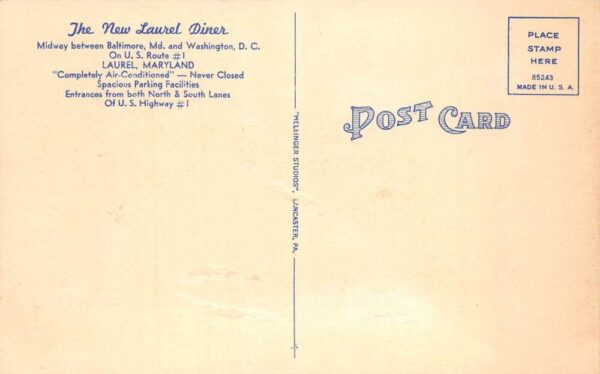 The New Laurel Diner
Midway between Baltimore, Md. and Washington, D. C.
On U. S. Route #1
LAUREL, MARYLAND
"Completely Air-Conditioned" — Never Closed
Spacious Parking Facilities
Entrances from both North & South Lanes
Of U. S. Highway #1
"MELLINGER STUDIOS", LANCASTER, PA.
POST CARD
PLACE
STAMP
HERE
85243
MADE IN U. S. A.